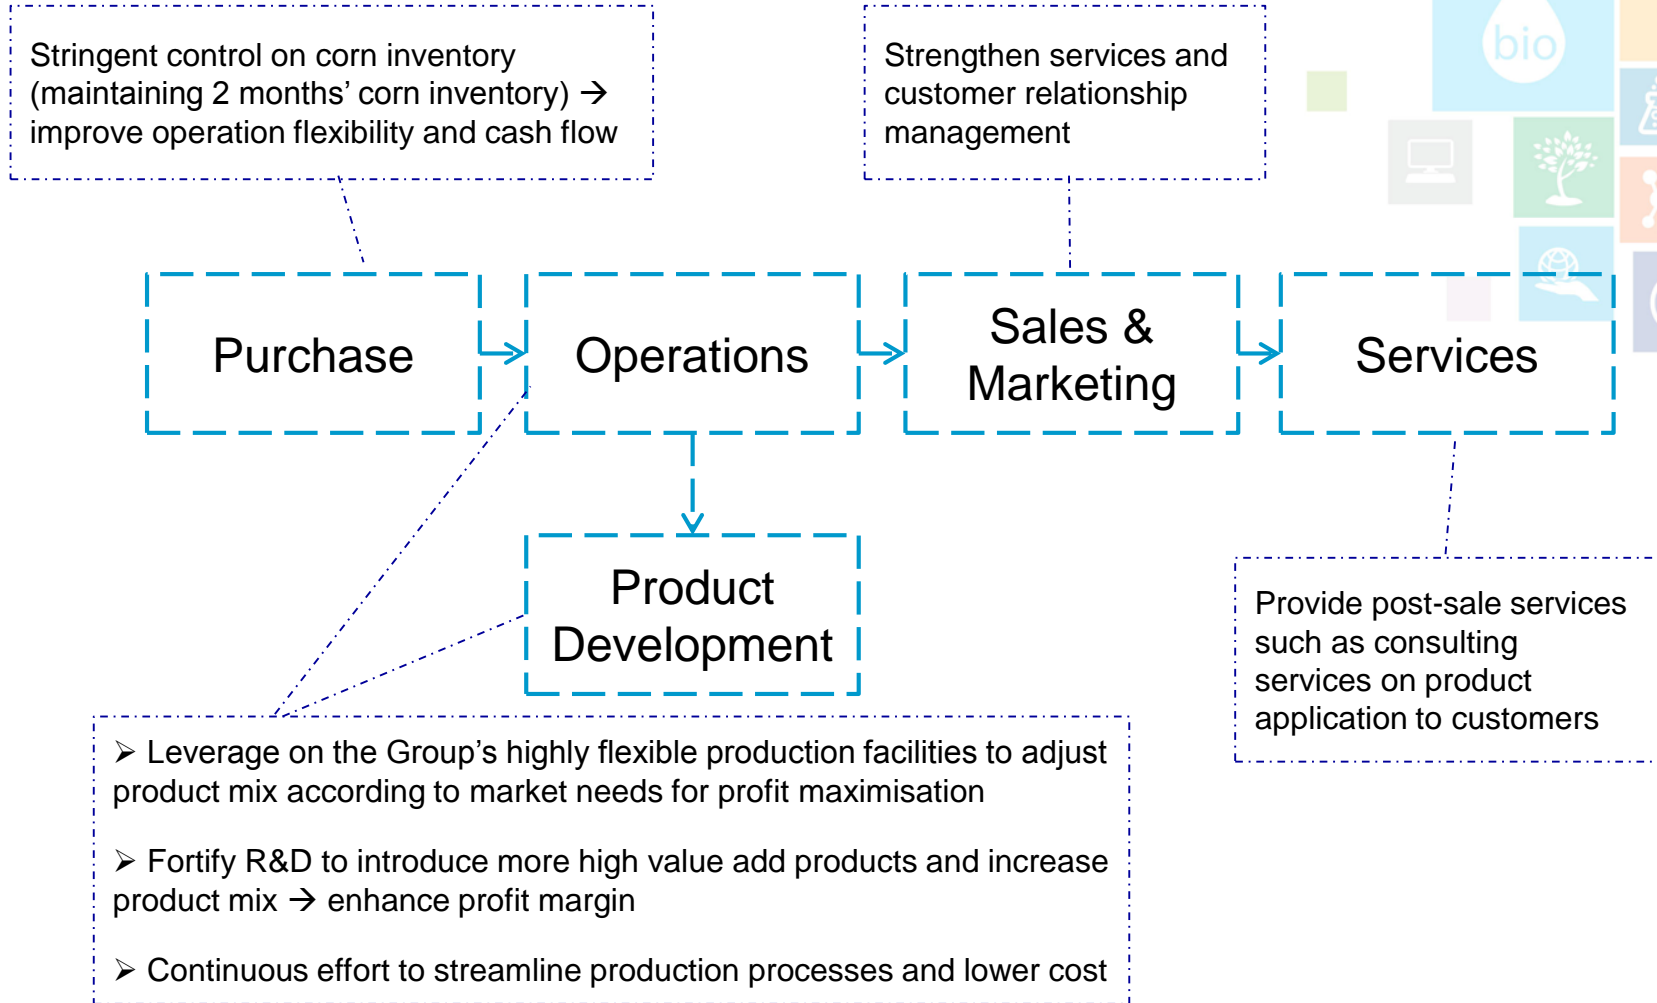 Stringent control on corn inventory
(maintaining 2 months’ corn inventory) →
improve operation flexibility and cash flow
Strengthen services and
customer relationship
management
bio
Purchase
Operations
Sales &
Marketing
Services
Product
Development
Provide post-sale services
such as consulting
services on product
application to customers
➢ Leverage on the Group’s highly flexible production facilities to adjust
product mix according to market needs for profit maximisation
➢ Fortify R&D to introduce more high value add products and increase
product mix → enhance profit margin
➢ Continuous effort to streamline production processes and lower cost